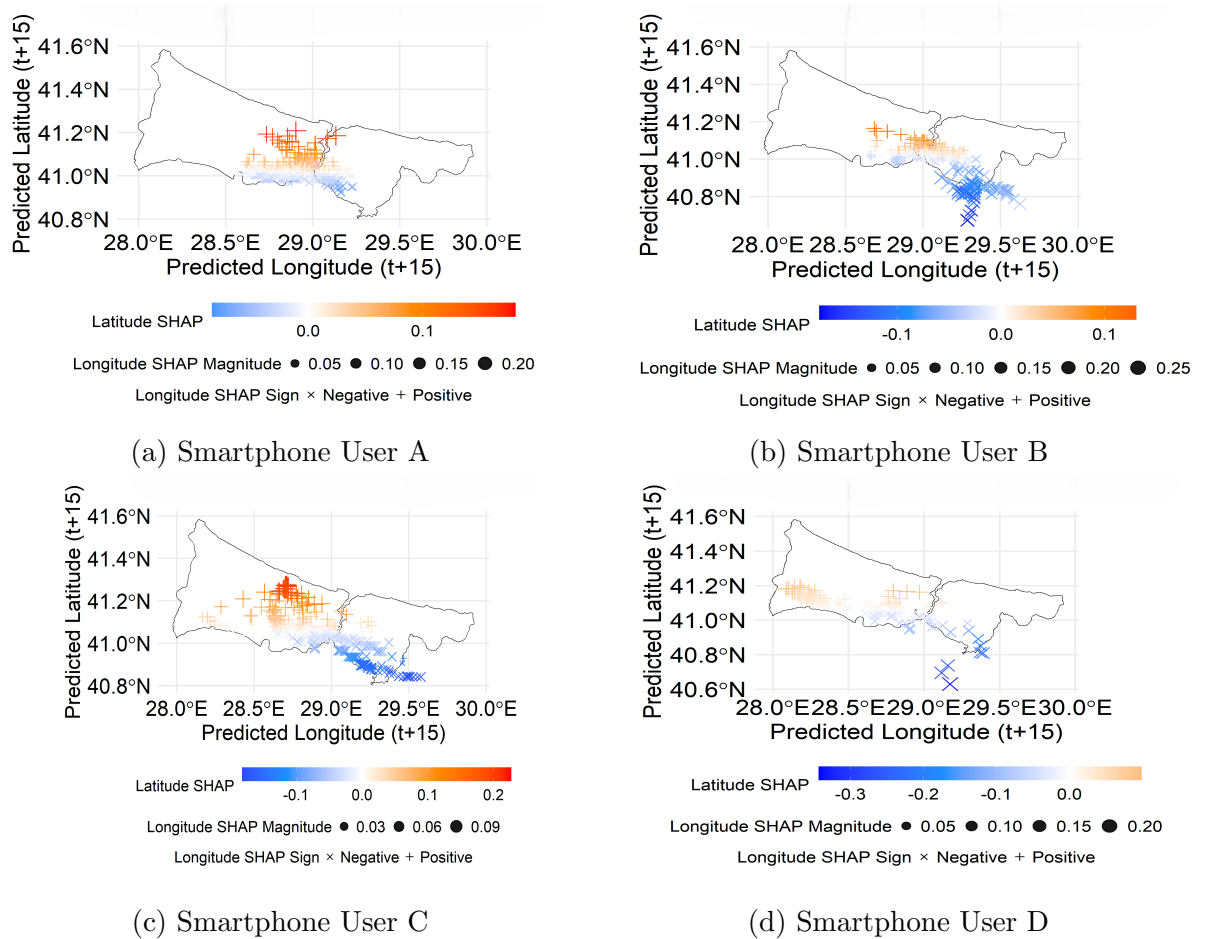 Predicted Latitude (t+15)
41.6°N
41.4°N
41.2°N
41.0°N
40.8°N
28.0°E 28.5°E 29.0°E 29.5°E 30.0°E
Predicted Longitude (t+15)
Latitude SHAP
0.0 0.1
Longitude SHAP Magnitude 0.05 0.10 0.15 0.20
Longitude SHAP Sign × Negative + Positive
(a) Smartphone User A
Predicted Latitude (t+15)
41.6°N
41.4°N
41.2°N
41.0°N
40.8°N
28.0°E 28.5°E 29.0°E 29.5°E 30.0°E
Predicted Longitude (t+15)
Latitude SHAP
-0.1 0.0 0.1
Longitude SHAP Magnitude 0.05 0.10 0.15 0.20 0.25
Longitude SHAP Sign × Negative + Positive
(b) Smartphone User B
Predicted Latitude (t+15)
41.6°N
41.4°N
41.2°N
41.0°N
40.8°N
28.0°E 28.5°E 29.0°E 29.5°E 30.0°E
Predicted Longitude (t+15)
Latitude SHAP
-0.1 0.0 0.1 0.2
Longitude SHAP Magnitude 0.03 0.06 0.09
Longitude SHAP Sign × Negative + Positive
(c) Smartphone User C
Predicted Latitude (t+15)
41.6°N
41.4°N
41.2°N
41.0°N
40.8°N
40.6°N
28.0°E 28.5°E 29.0°E 29.5°E 30.0°E
Predicted Longitude (t+15)
Latitude SHAP
-0.3 -0.2 -0.1 0.0
Longitude SHAP Magnitude 0.05 0.10 0.15 0.20
Longitude SHAP Sign × Negative + Positive
(d) Smartphone User D